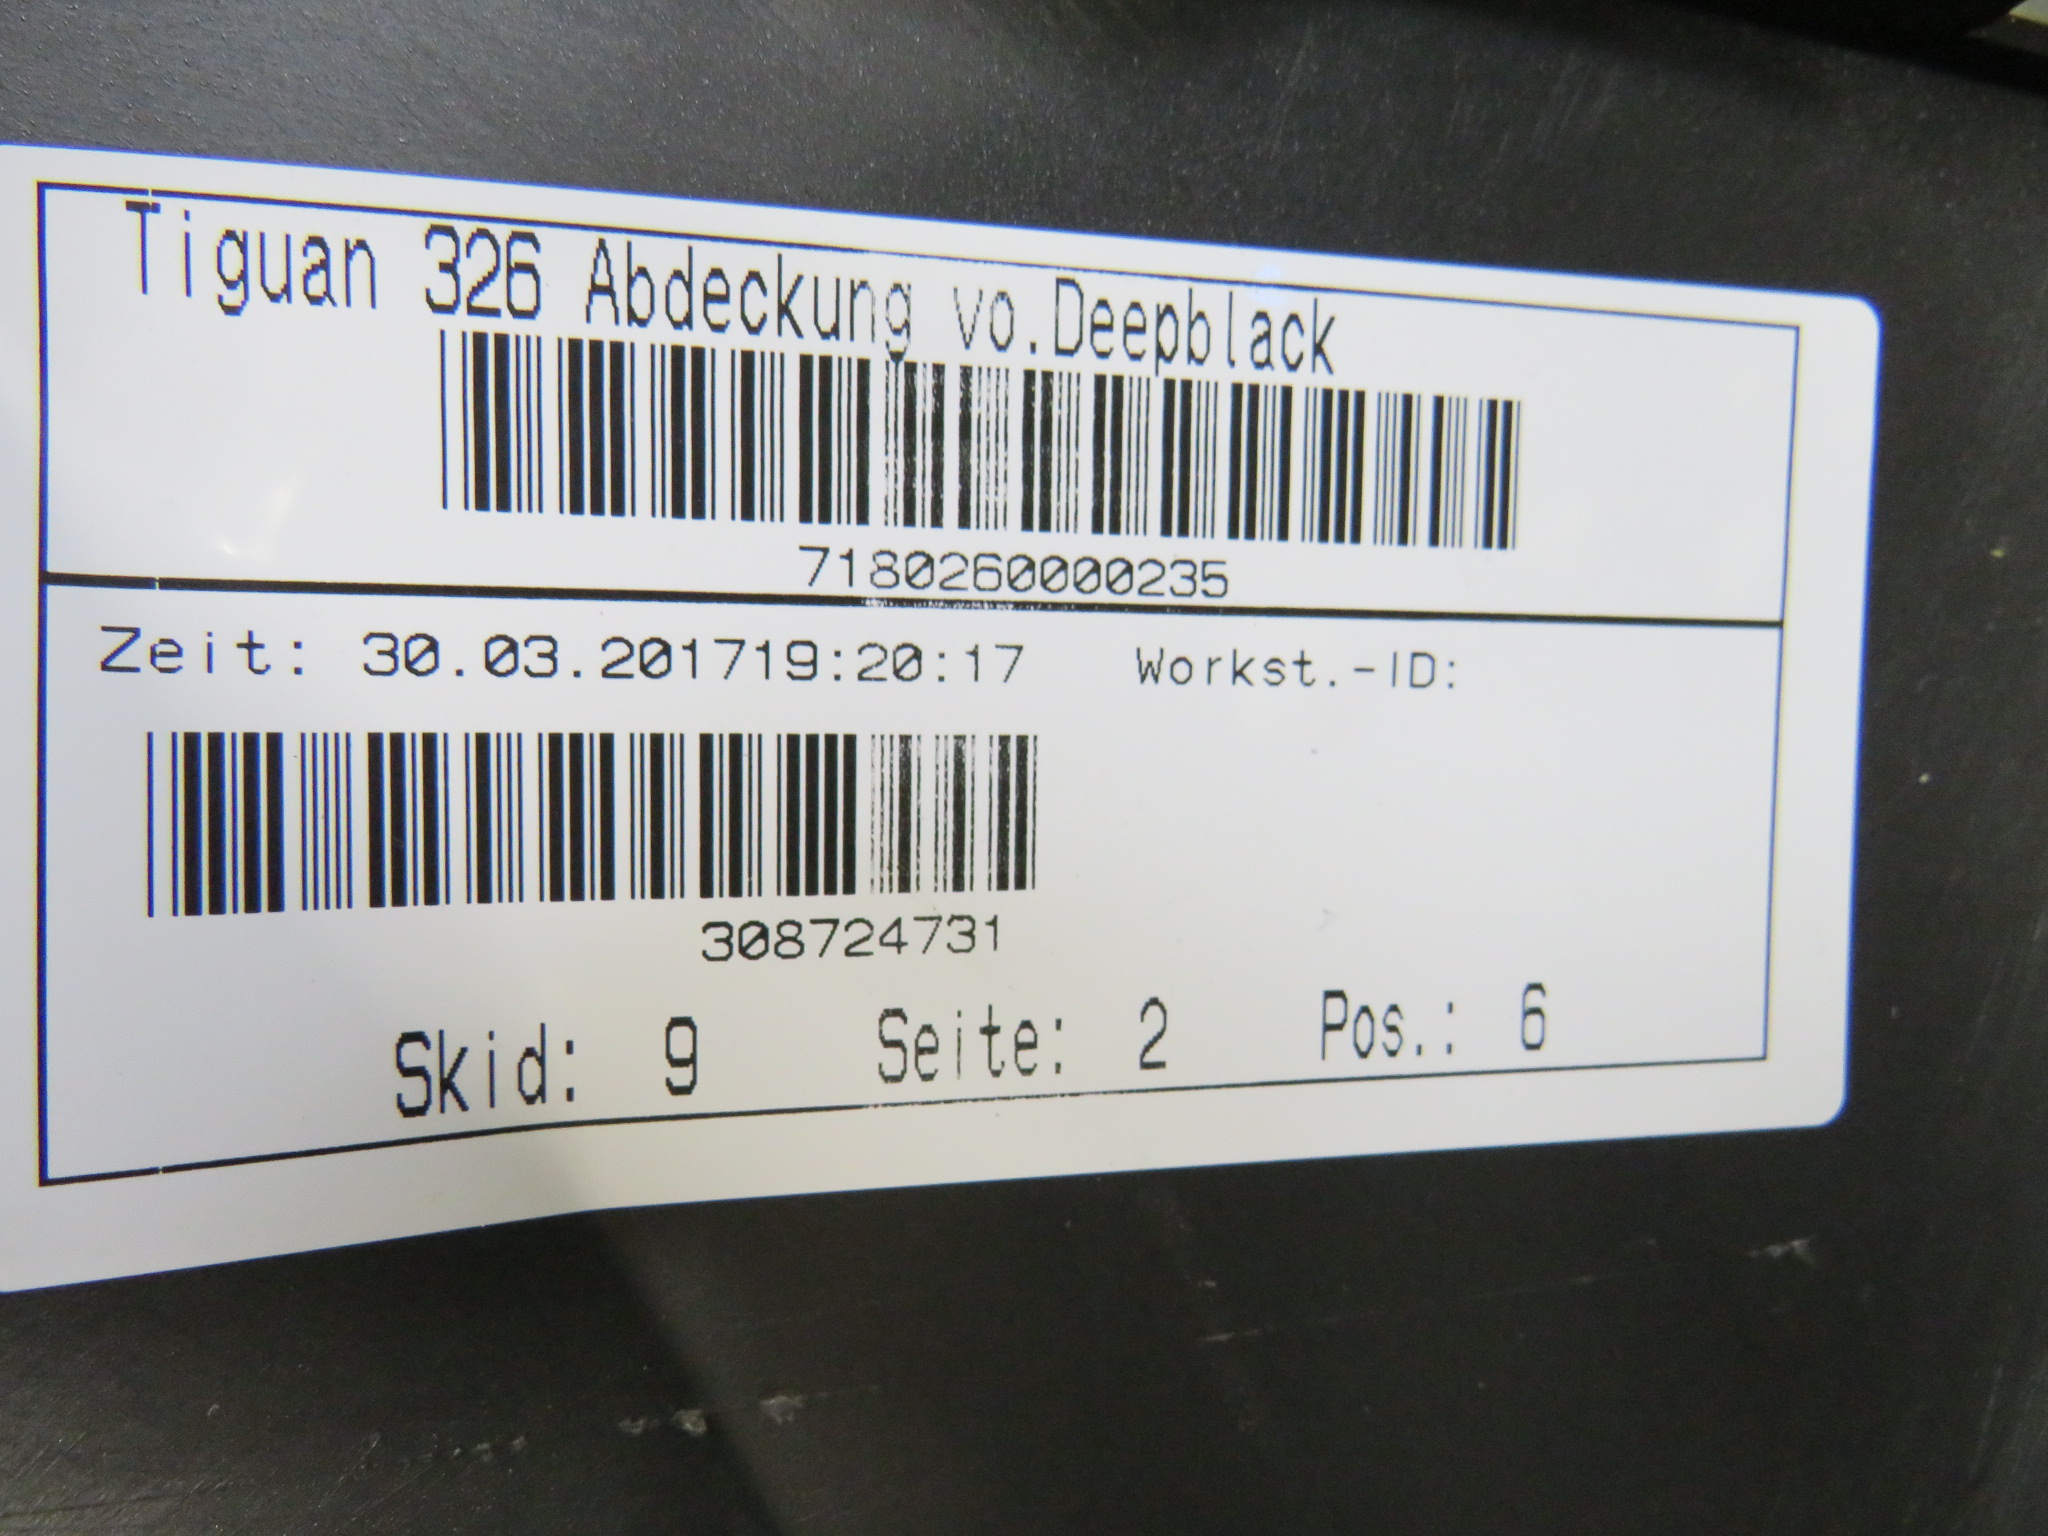 Tiguan 326 Abdeckung vo.Deepblack
7180260000235
Zeit: 30.03.201719:20:17 Workst.-ID:
308724731
Skid: 9 Seite: 2 Pos.: 6